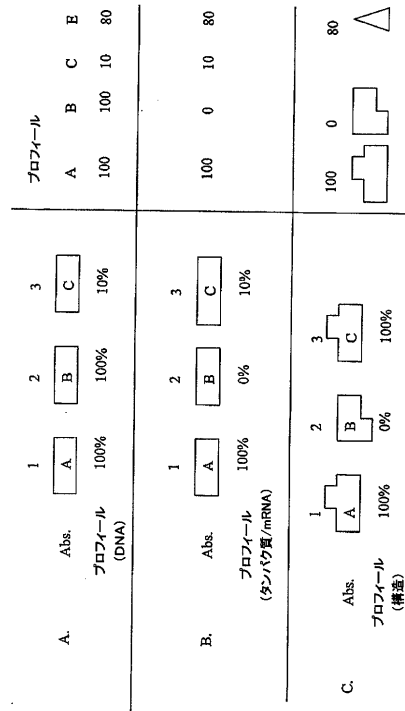 プロフィール
1 2 3
A B C E
A. Abs. A B C
100 100 10 80
プロフィール 100% 100% 10%
(DNA)
1 2 3
B. Abs. A B C
100 0 10 80
プロフィール 100% 0% 10%
(タンパク質/mRNA)
100 0 80
1 2 3
C. Abs. A B C
プロフィール 100% 0% 100%
(構造)